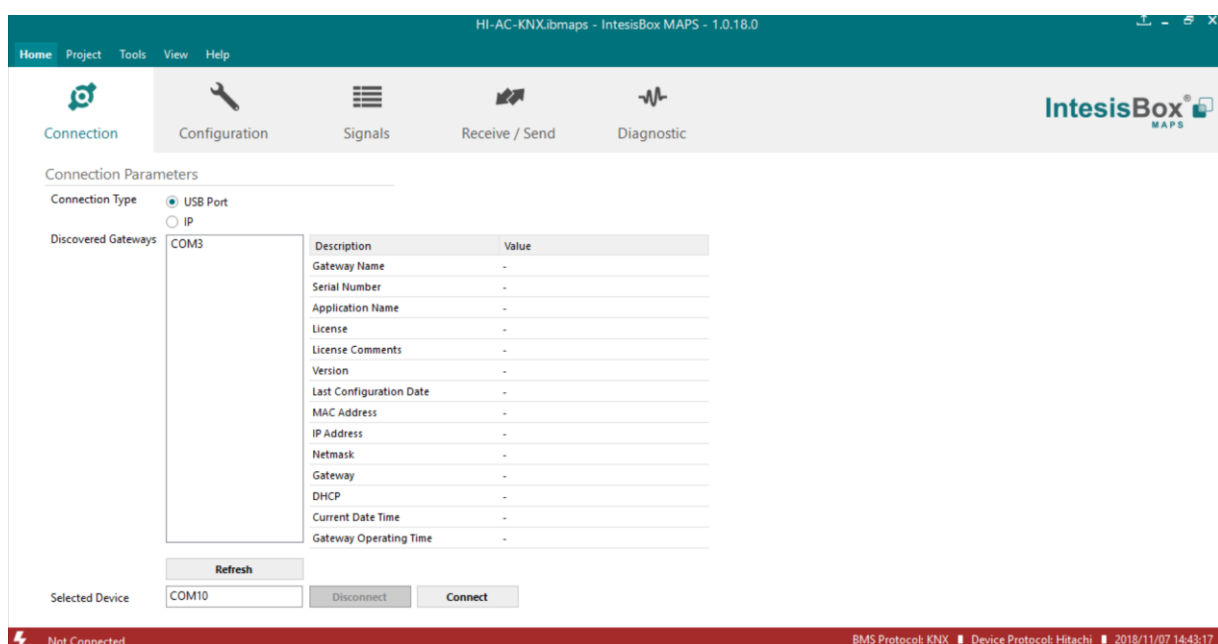 HI-AC-KNX.ibmaps - IntesisBox MAPS - 1.0.18.0
Home Project Tools View Help
Connection Configuration Signals Receive / Send Diagnostic
IntesisBox®
MAPS
Connection Parameters
Connection Type USB Port
IP
Discovered Gateways COM3
Description Value
Gateway Name -
Serial Number -
Application Name -
License -
License Comments -
Version -
Last Configuration Date -
MAC Address -
IP Address -
Netmask -
Gateway -
DHCP -
Current Date Time -
Gateway Operating Time -
Refresh
Selected Device COM10 Disconnect Connect
Not Connected BMS Protocol: KNX Device Protocol: Hitachi 2018/11/07 14:43:17